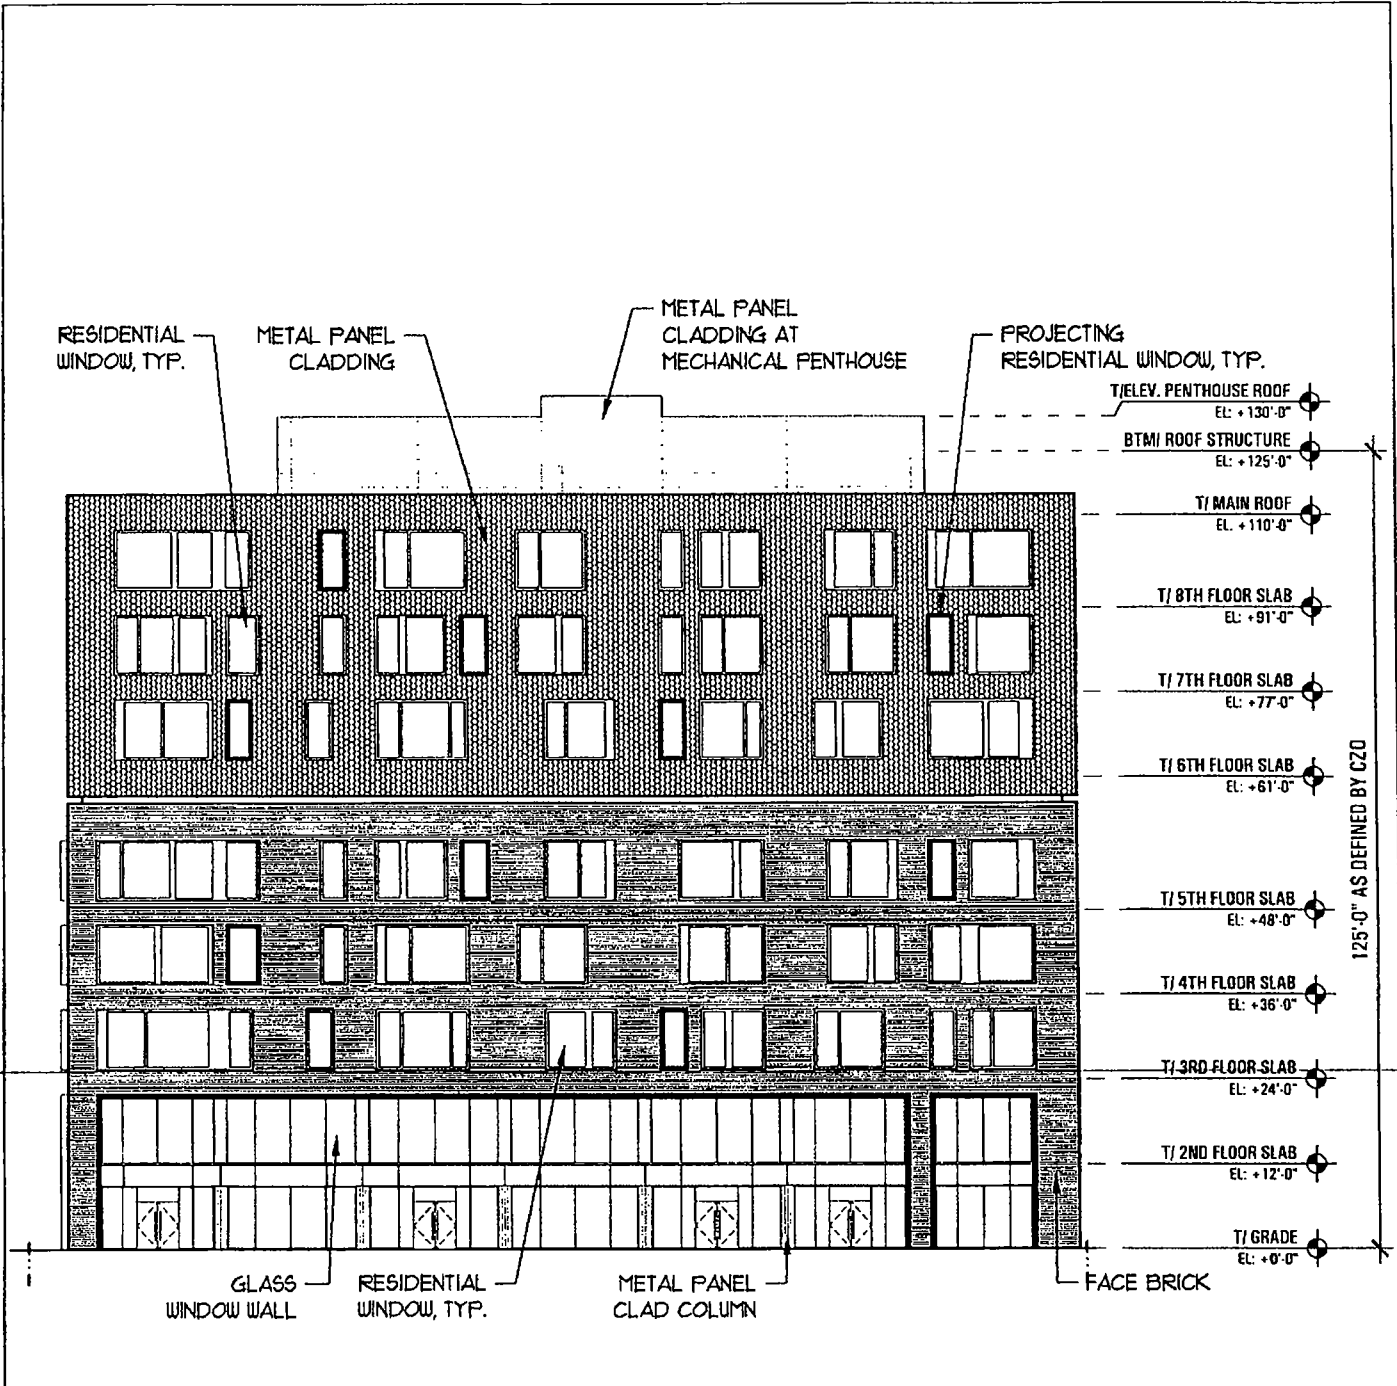 METAL PANEL
CLADDING AT
MECHANICAL PENTHOUSE
RESIDENTIAL
WINDOW, TYP.
METAL PANEL
CLADDING
PROJECTING
RESIDENTIAL WINDOW, TYP.
T/ELEV. PENTHOUSE ROOF
EL: +130'-0"
BTM/ ROOF STRUCTURE
EL: +125'-0"
T/ MAIN ROOF
EL. +110'-0"
T/ 8TH FLOOR SLAB
EL: +91'-0"
T/ 7TH FLOOR SLAB
EL: +77'-0"
T/ 6TH FLOOR SLAB
EL: +61'-0"
T/ 5TH FLOOR SLAB
EL: +48'-0"
T/ 4TH FLOOR SLAB
EL: +36'-0"
T/ 3RD FLOOR SLAB
EL: +24'-0"
T/ 2ND FLOOR SLAB
EL: +12'-0"
T/ GRADE
EL: +0'-0"
125'-0" AS DEFINED BY CZO
GLASS
WINDOW WALL
RESIDENTIAL
WINDOW, TYP.
METAL PANEL
CLAD COLUMN
FACE BRICK